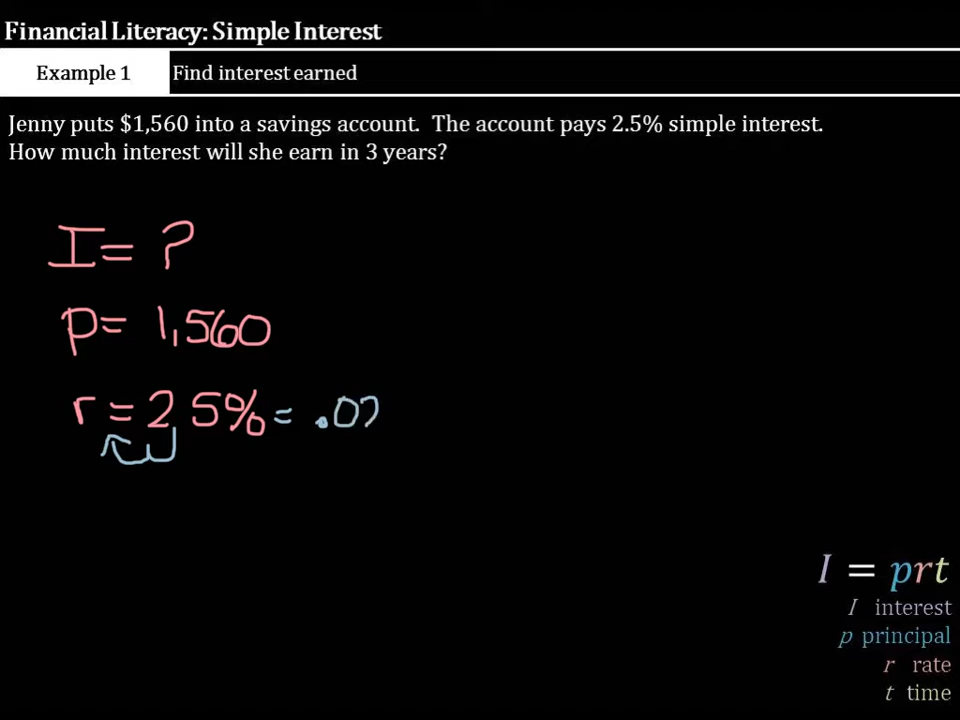 Financial Literacy: Simple Interest
Example 1 Find interest earned
Jenny puts $1,560 into a savings account. The account pays 2.5% simple interest.
How much interest will she earn in 3 years?
I = ?
p = 1,560
r = 2 5% = .02
I = prt
I interest
p principal
r rate
t time